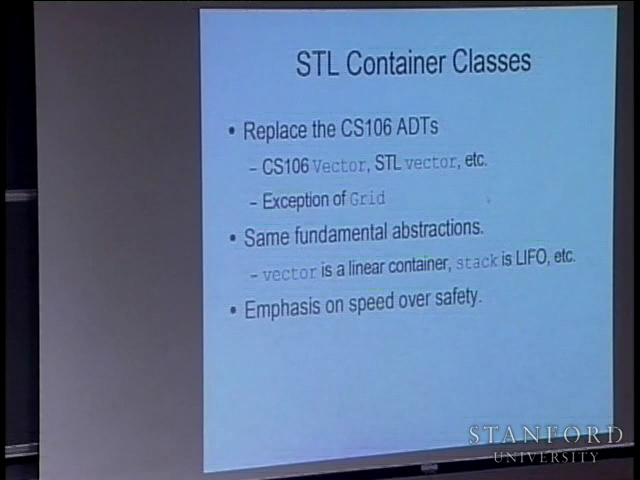 STL Container Classes
• Replace the CS106 ADTs
– CS106 Vector, STL vector, etc.
– Exception of Grid
• Same fundamental abstractions.
– vector is a linear container, stack is LIFO, etc.
• Emphasis on speed over safety.
STANFORD
UNIVERSITY